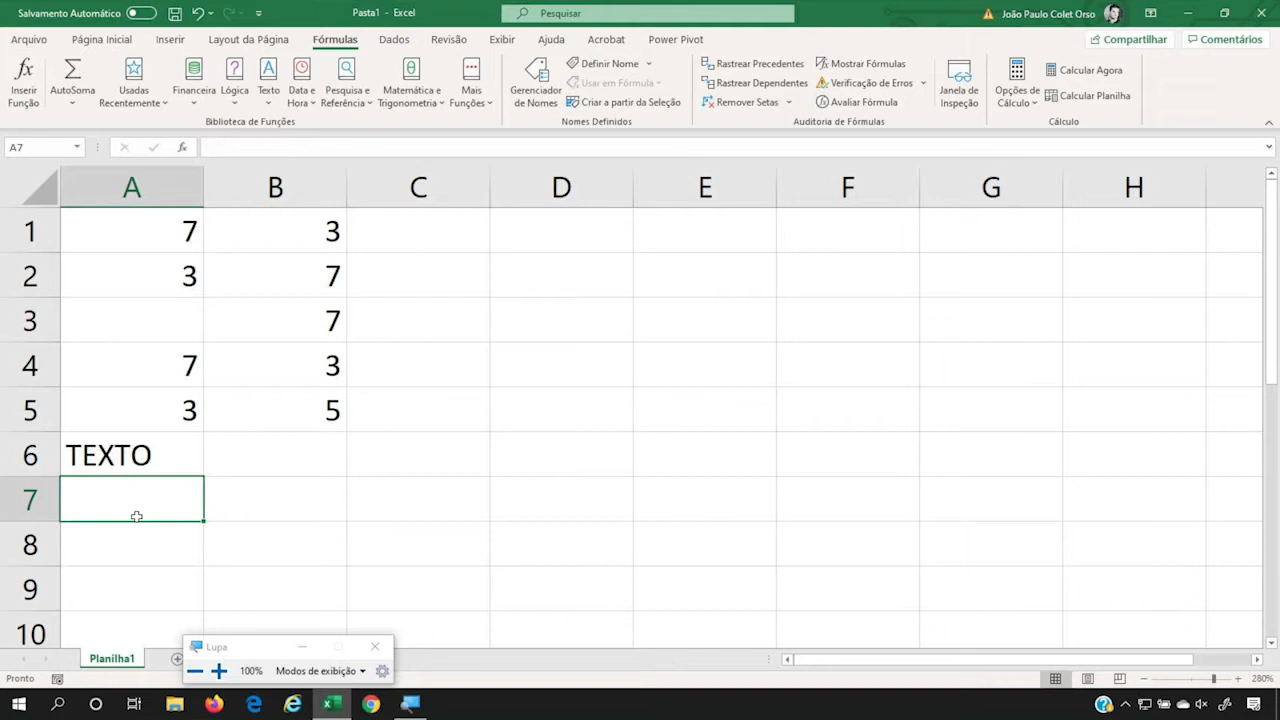 Salvamento Automático
Pasta1 - Excel
Pesquisar
João Paulo Colet Orso
Arquivo Página Inicial Inserir Layout da Página Fórmulas Dados Revisão Exibir Ajuda Acrobat Power Pivot
Compartilhar Comentários
Inserir Função
AutoSoma
Usadas Recentemente
Financeira
Lógica
Texto
Data e Hora
Pesquisa e Referência
Matemática e Trigonometria
Mais Funções
Biblioteca de Funções
Gerenciador de Nomes
Definir Nome
Usar em Fórmula
Criar a partir da Seleção
Nomes Definidos
Rastrear Precedentes
Rastrear Dependentes
Remover Setas
Mostrar Fórmulas
Verificação de Erros
Avaliar Fórmula
Auditoria de Fórmulas
Janela de Inspeção
Opções de Cálculo
Calcular Agora
Calcular Planilha
Cálculo
A7 fx
A B C D E F G H
1 7 3
2 3 7
3 7
4 7 3
5 3 5
6 TEXTO
7
8
9
10
Planilha1
Lupa
100% Modos de exibição
Pronto
280%